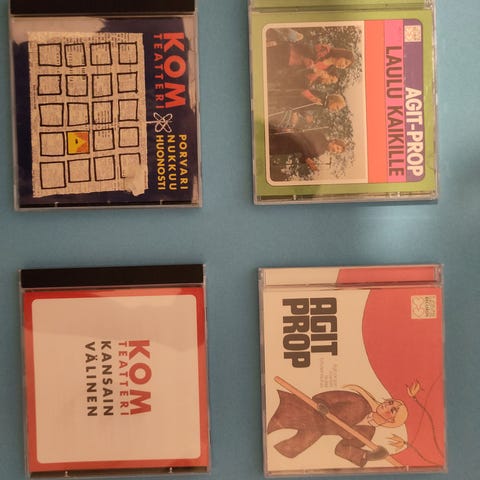 KOM
TEATTERI
PORVARI
NUKKUU
HUONOSTI
AGIT-PROP
LAULU KAIKILLE
KOM
TEATTERI
KANSAIN
VÄLINEN
AGIT
PROP